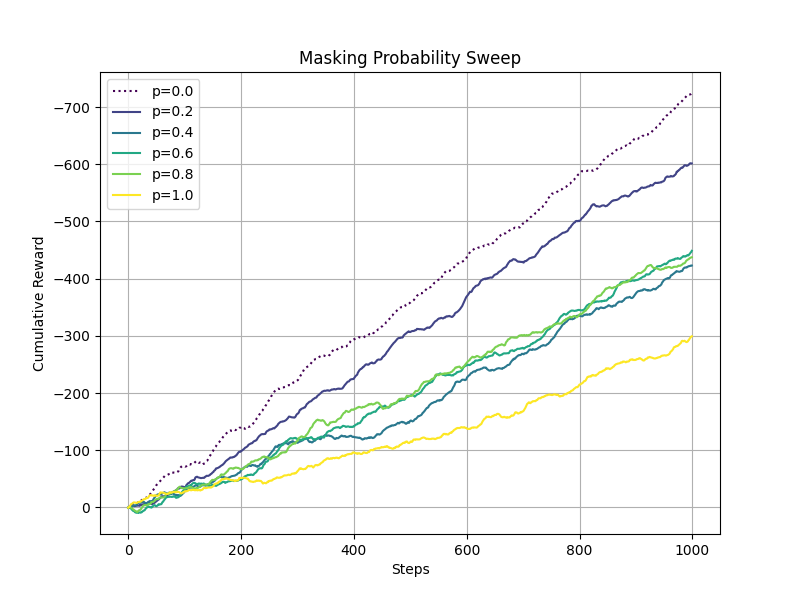 Masking Probability Sweep
p=0.0
p=0.2
p=0.4
p=0.6
p=0.8
p=1.0
−700
−600
−500
−400
−300
−200
−100
0
Cumulative Reward
0 200 400 600 800 1000
Steps